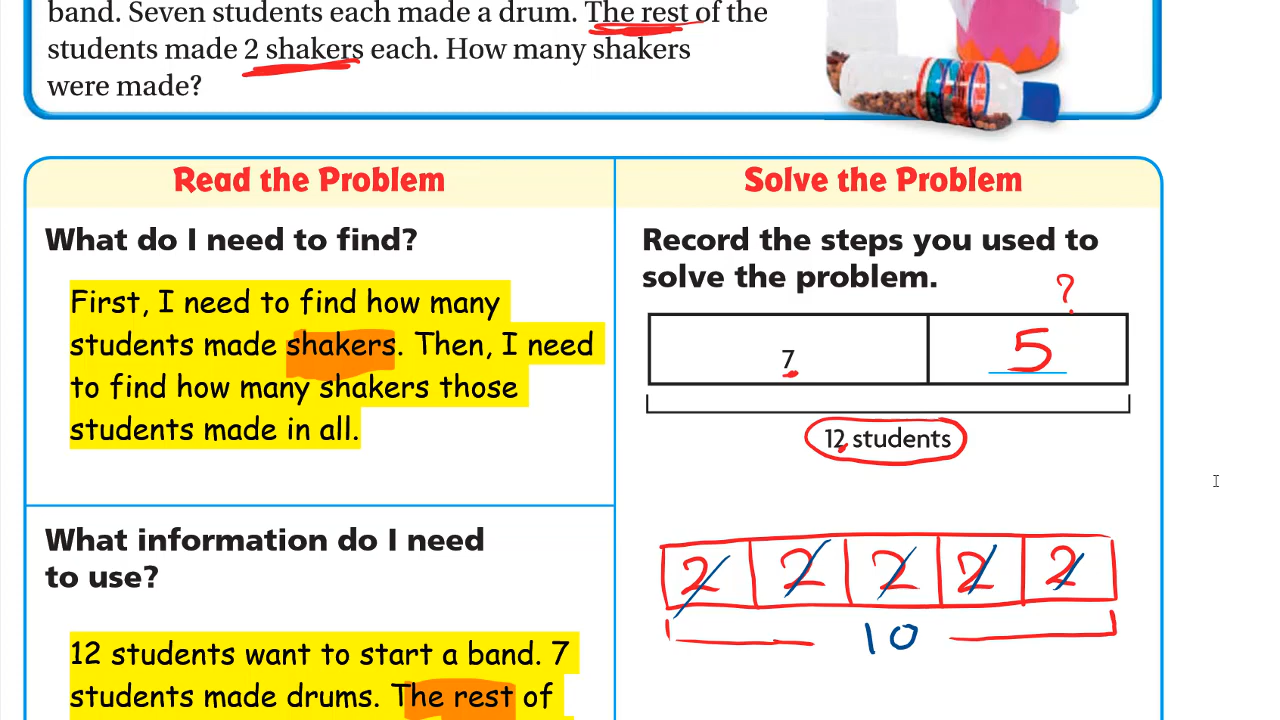 band. Seven students each made a drum. The rest of the
students made 2 shakers each. How many shakers
were made?
Read the Problem
What do I need to find?
First, I need to find how many
students made shakers. Then, I need
to find how many shakers those
students made in all.
What information do I need
to use?
12 students want to start a band. 7
students made drums. The rest of
Solve the Problem
Record the steps you used to
solve the problem.
?
7 5
12 students
2 2 2 2 2
10